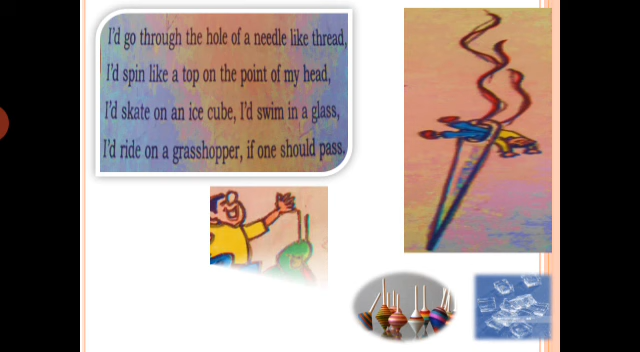 I'd go through the hole of a needle like thread,
I'd spin like a top on the point of my head,
I'd skate on an ice cube, I'd swim in a glass,
I'd ride on a grasshopper, if one should pass.